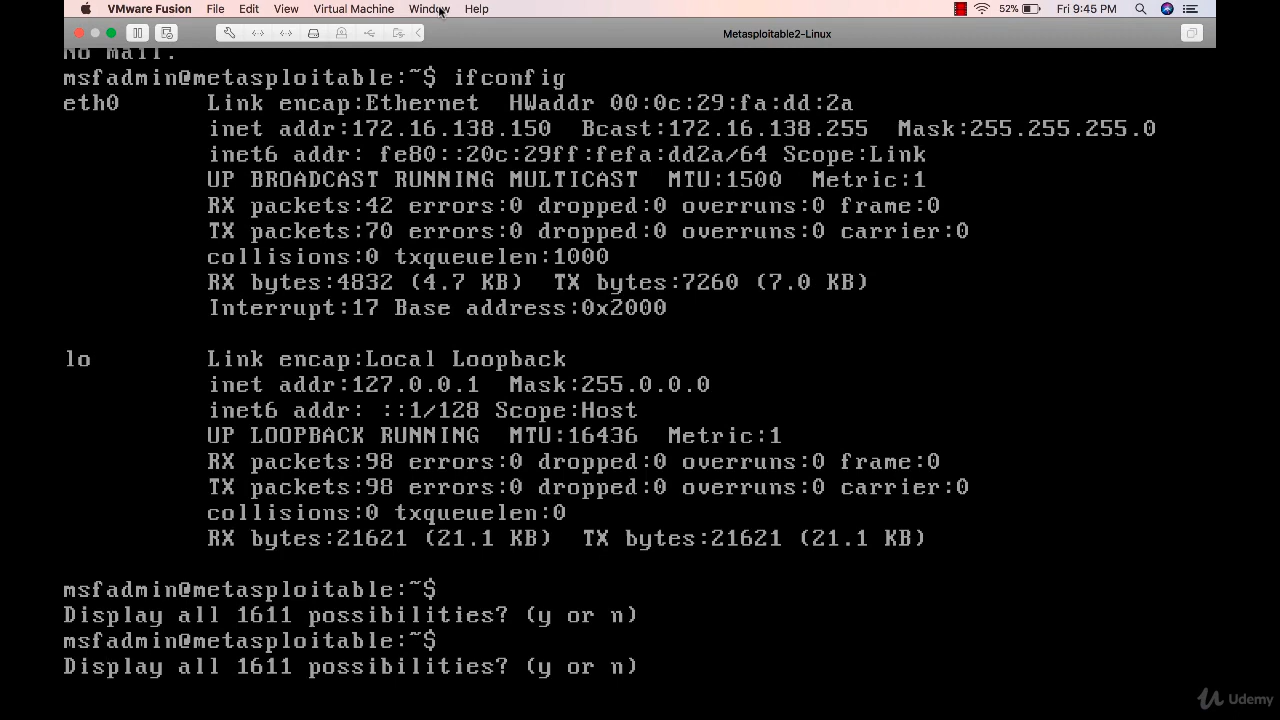 VMware Fusion File Edit View Virtual Machine Window Help 52% Fri 9:45 PM
Metasploitable2-Linux
No mail.
msfadmin@metasploitable:~$ ifconfig
eth0 Link encap:Ethernet HWaddr 00:0c:29:fa:dd:2a
inet addr:172.16.138.150 Bcast:172.16.138.255 Mask:255.255.255.0
inet6 addr: fe80::20c:29ff:fefa:dd2a/64 Scope:Link
UP BROADCAST RUNNING MULTICAST MTU:1500 Metric:1
RX packets:42 errors:0 dropped:0 overruns:0 frame:0
TX packets:70 errors:0 dropped:0 overruns:0 carrier:0
collisions:0 txqueuelen:1000
RX bytes:4832 (4.7 KB) TX bytes:7260 (7.0 KB)
Interrupt:17 Base address:0x2000
lo Link encap:Local Loopback
inet addr:127.0.0.1 Mask:255.0.0.0
inet6 addr: ::1/128 Scope:Host
UP LOOPBACK RUNNING MTU:16436 Metric:1
RX packets:98 errors:0 dropped:0 overruns:0 frame:0
TX packets:98 errors:0 dropped:0 overruns:0 carrier:0
collisions:0 txqueuelen:0
RX bytes:21621 (21.1 KB) TX bytes:21621 (21.1 KB)
msfadmin@metasploitable:~$
Display all 1611 possibilities? (y or n)
msfadmin@metasploitable:~$
Display all 1611 possibilities? (y or n)
Udemy